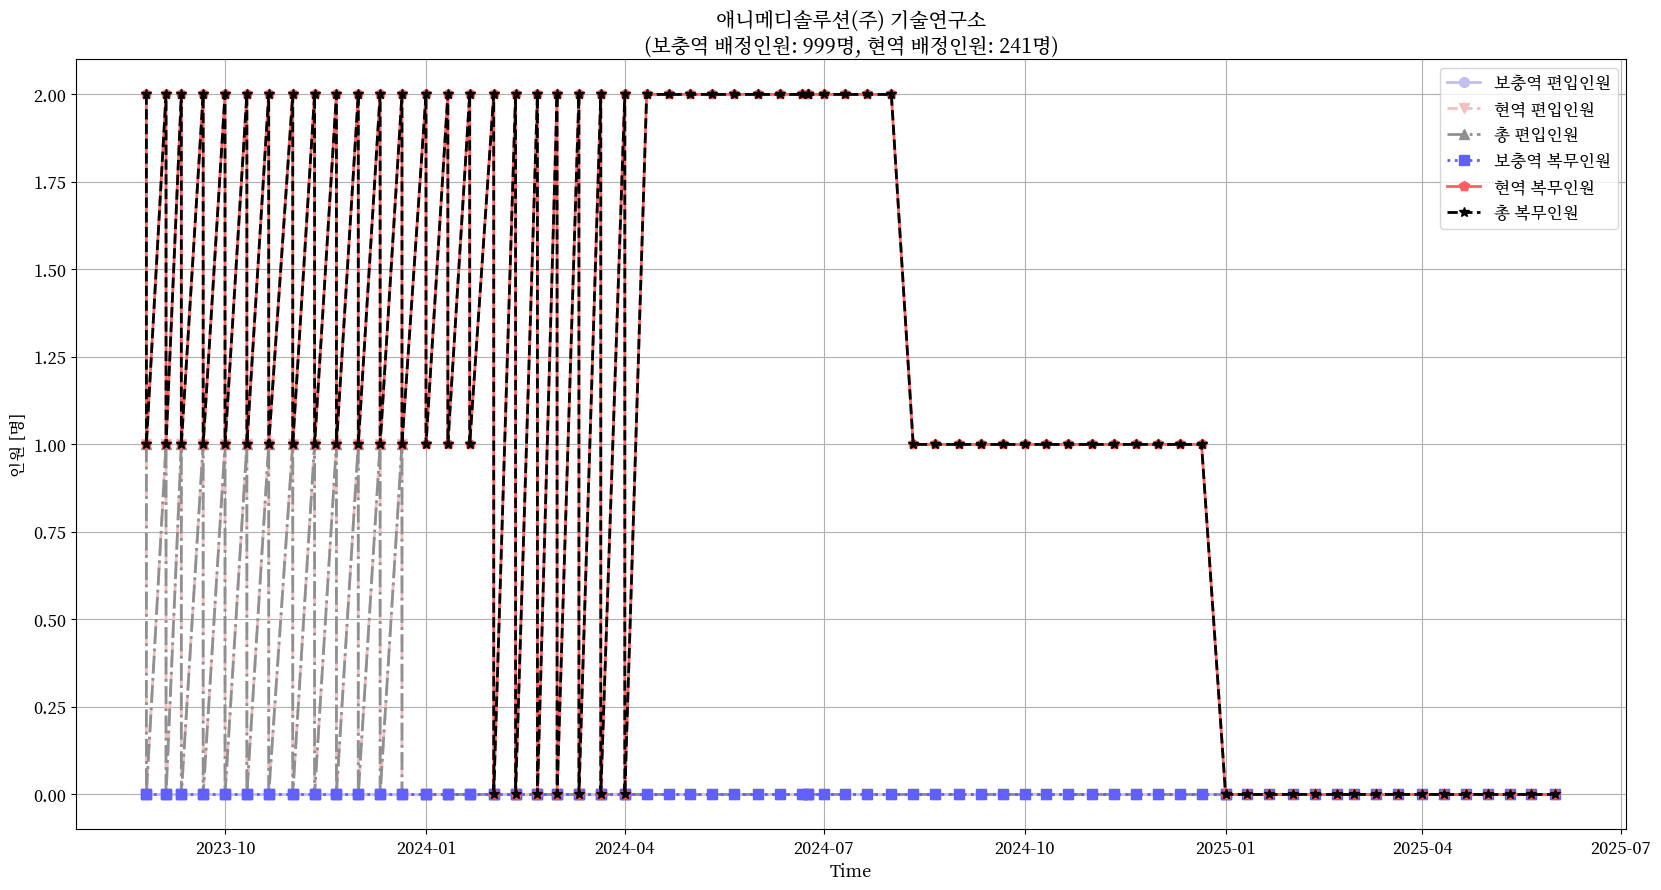 애니메디솔루션(주) 기술연구소
(보충역 배정인원: 999명, 현역 배정인원: 241명)
보충역 편입인원
현역 편입인원
총 편입인원
보충역 복무인원
현역 복무인원
총 복무인원
인원 [명]
2.00
1.75
1.50
1.25
1.00
0.75
0.50
0.25
0.00
2023-10
2024-01
2024-04
2024-07
2024-10
2025-01
2025-04
2025-07
Time